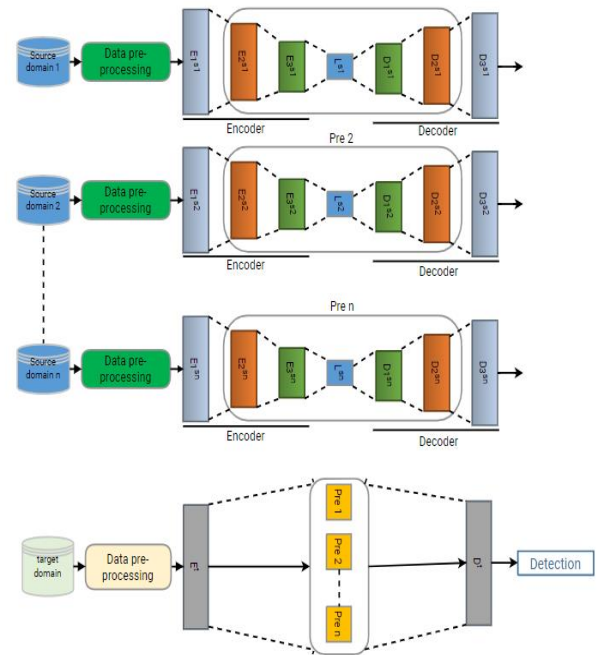 Source domain 1
Data pre-processing
E1s1
E2s1
E3s1
Ls1
D1s1
D2s1
D3s1
Encoder
Decoder
Pre 2
Source domain 2
Data pre-processing
E1s2
E2s2
E3s2
Ls2
D1s2
D2s2
D3s2
Encoder
Decoder
Pre n
Source domain n
Data pre-processing
E1sn
E2sn
E3sn
Lsn
D1sn
D2sn
D3sn
Encoder
Decoder
target domain
Data pre-processing
Et
Pre 1
Pre 2
Pre n
Dt
Detection